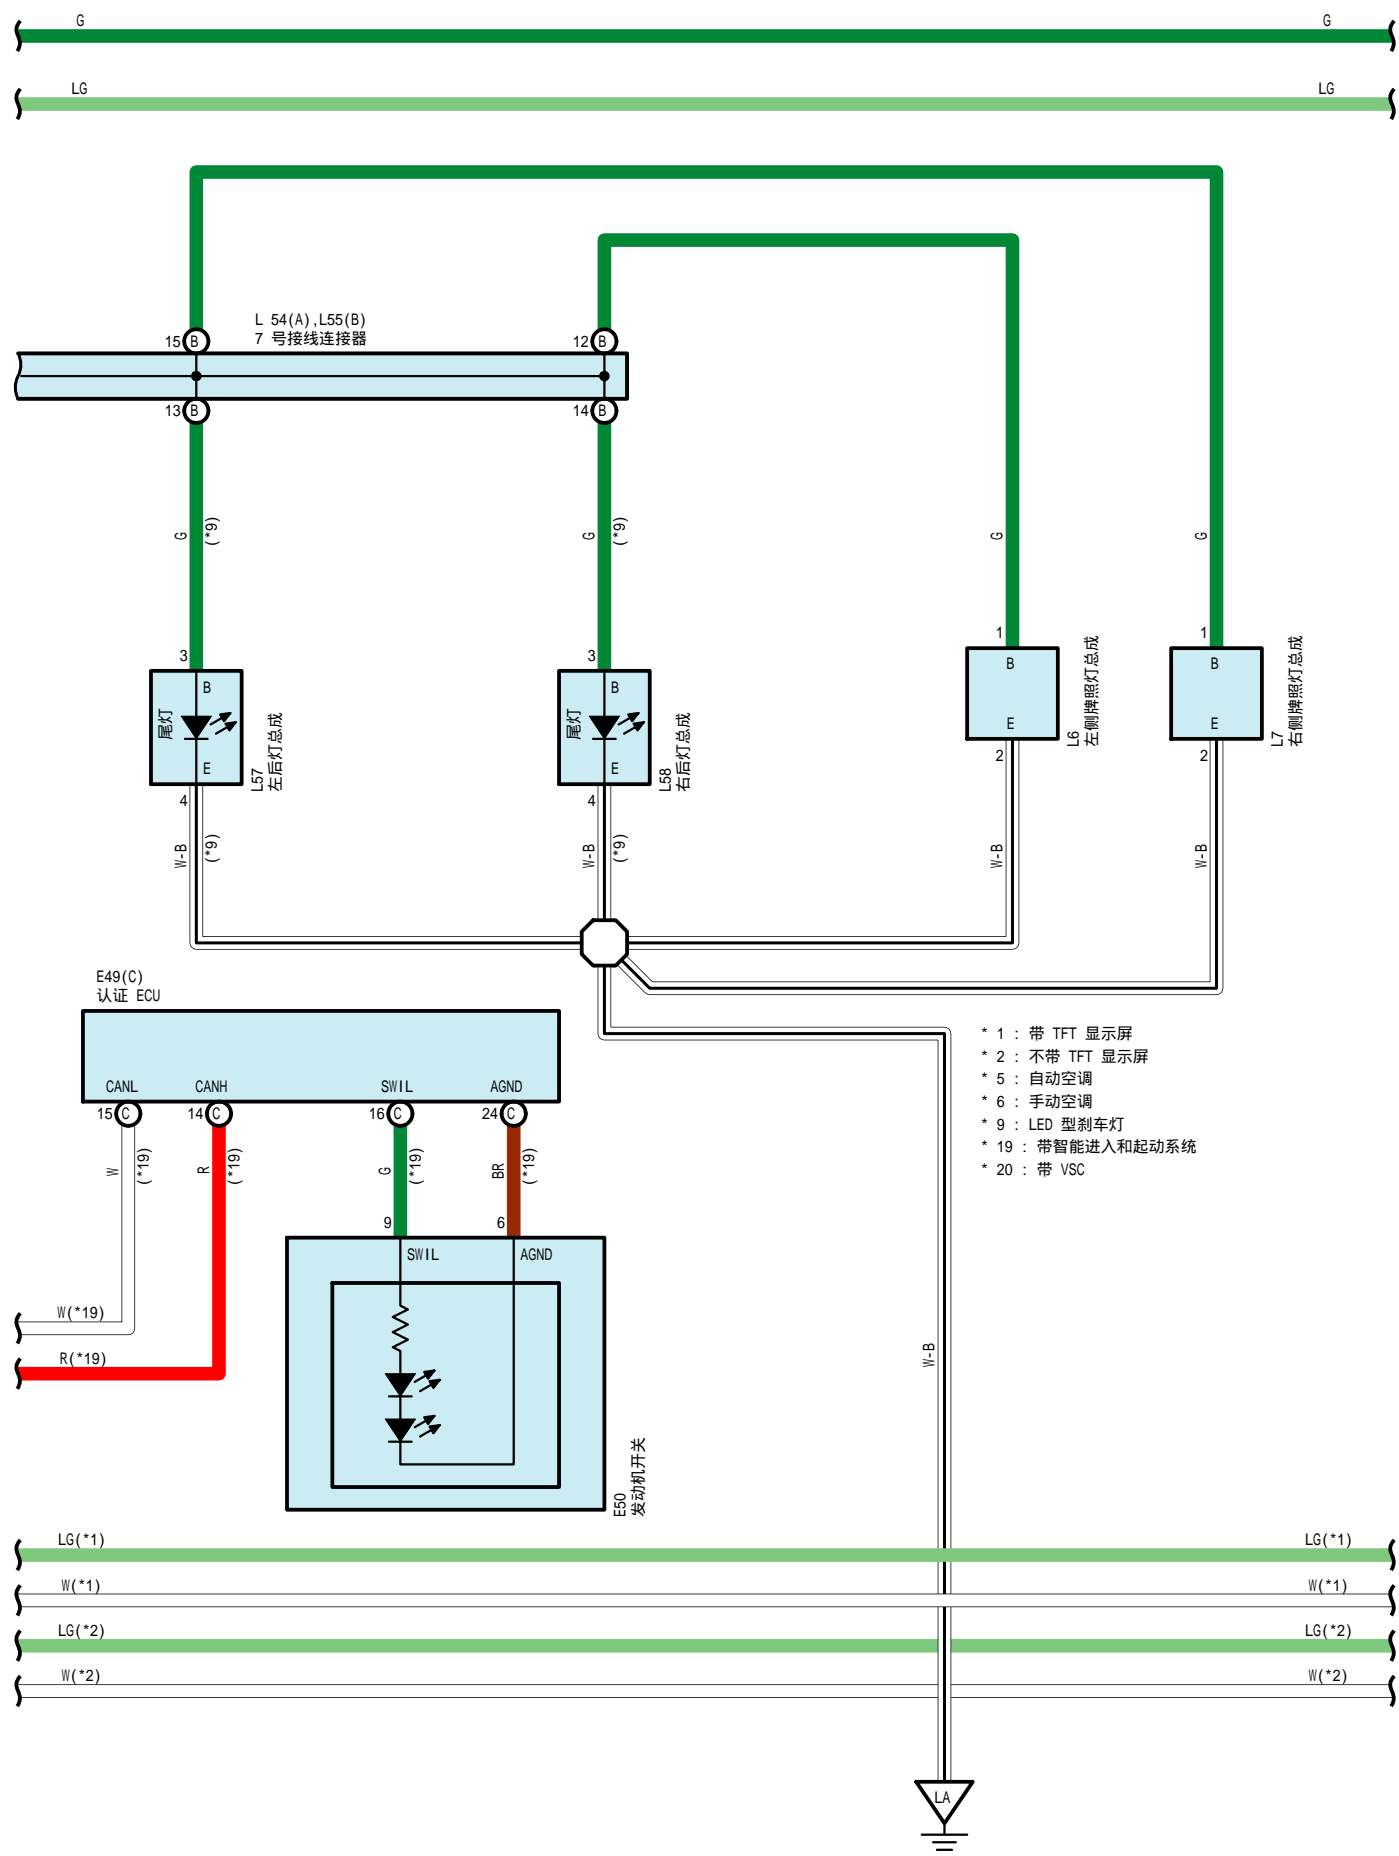 G
G
LG
LG
L 54(A),L55(B)
7 号接线连接器
15
B
12
B
13
B
14
B
G
(*9)
G
(*9)
G
G
3
B
尾灯
E
4
L57
左后灯总成
3
B
尾灯
E
4
L58
右后灯总成
1
B
E
2
L6
左侧牌照灯总成
1
B
E
2
L7
右侧牌照灯总成
W-B
(*9)
W-B
(*9)
W-B
W-B
E49(C)
认证 ECU
CANL
CANH
SWIL
AGND
15
C
14
C
16
C
24
C
W
(*19)
R
(*19)
G
(*19)
BR
(*19)
* 1 : 带 TFT 显示屏
* 2 : 不带 TFT 显示屏
* 5 : 自动空调
* 6 : 手动空调
* 9 : LED 型刹车灯
* 19 : 带智能进入和起动系统
* 20 : 带 VSC
9
6
SWIL
AGND
W(*19)
R(*19)
W-B
E50
发动机开关
LG(*1)
LG(*1)
W(*1)
W(*1)
LG(*2)
LG(*2)
W(*2)
W(*2)
LA